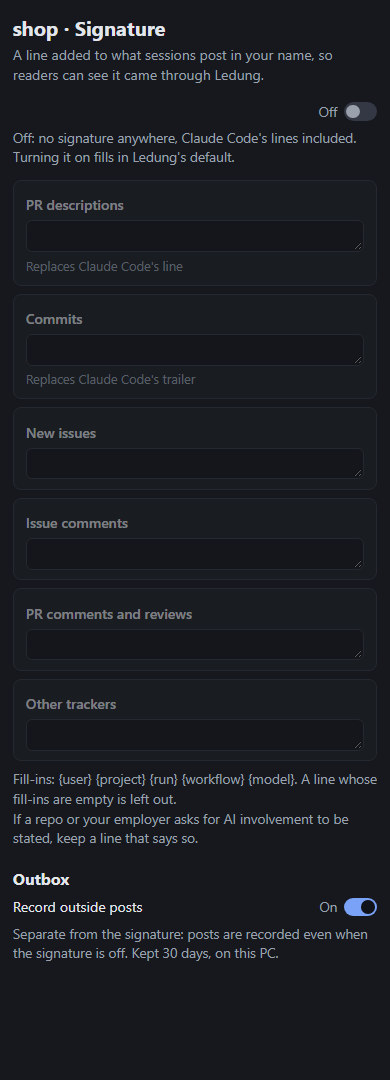 shop · Signature
A line added to what sessions post in your name, so
readers can see it came through Ledung.
Off
Off: no signature anywhere, Claude Code's lines included.
Turning it on fills in Ledung's default.
PR descriptions
Replaces Claude Code's line
Commits
Replaces Claude Code's trailer
New issues
Issue comments
PR comments and reviews
Other trackers
Fill-ins: {user} {project} {run} {workflow} {model}. A line whose
fill-ins are empty is left out.
If a repo or your employer asks for AI involvement to be
stated, keep a line that says so.
Outbox
Record outside posts
On
Separate from the signature: posts are recorded even when
the signature is off. Kept 30 days, on this PC.